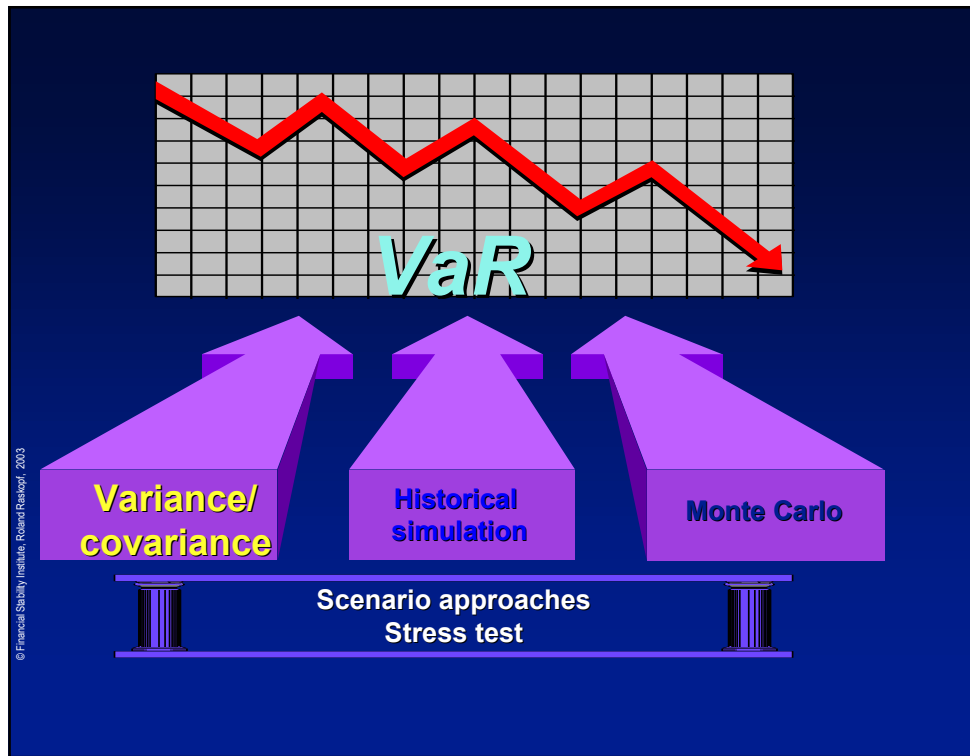 VaR
Variance/
covariance
Historical
simulation
Monte Carlo
Scenario approaches
Stress test
© Financial Stability Institute, Roland Raskopf, 2003